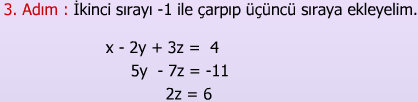 3. Adım : İkinci sırayı -1 ile çarpıp üçüncü sıraya ekleyelim.
x - 2y + 3z = 4
5y - 7z = -11
2z = 6